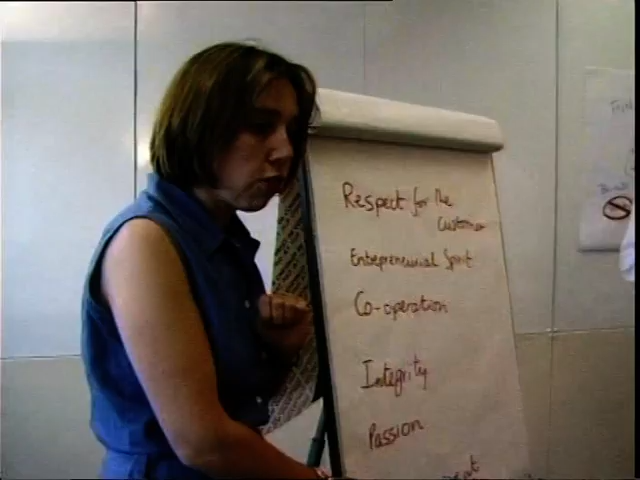 Respect for the
Customer
Entrepreneurial Spirit
Co-operation
Integrity
Passion